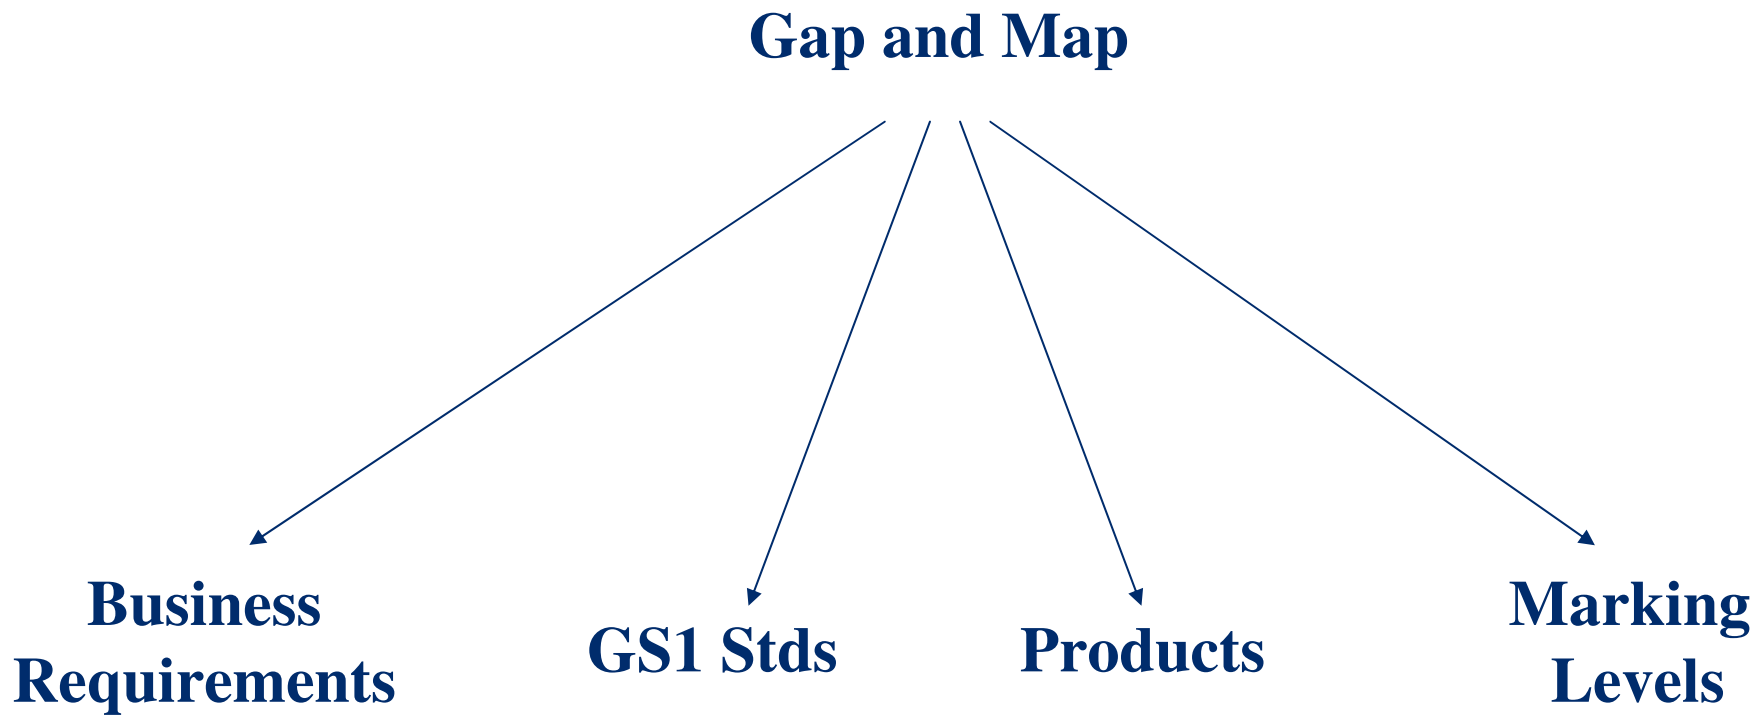 Gap and Map
Business
Requirements
GS1 Stds
Products
Marking
Levels